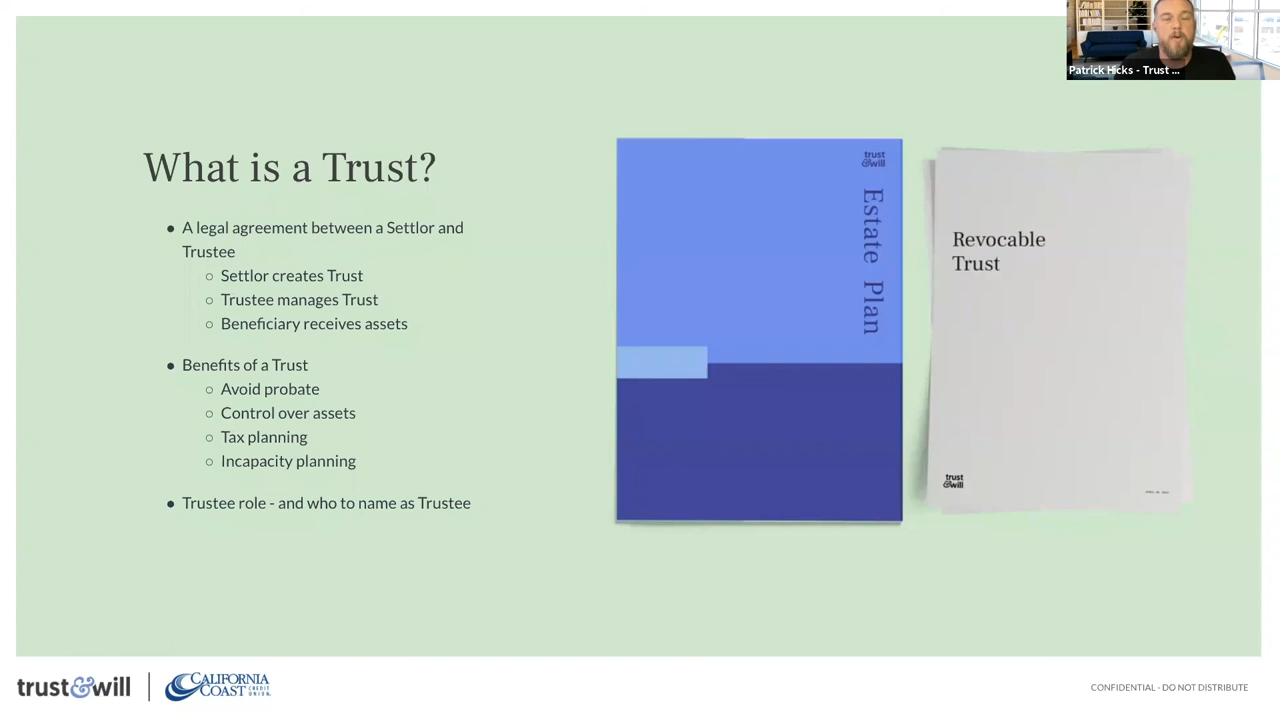 Patrick Hicks - Trust ...
What is a Trust?
● A legal agreement between a Settlor and
Trustee
○ Settlor creates Trust
○ Trustee manages Trust
○ Beneficiary receives assets
● Benefits of a Trust
○ Avoid probate
○ Control over assets
○ Tax planning
○ Incapacity planning
● Trustee role - and who to name as Trustee
trust
&will
Estate Plan
Revocable
Trust
trust
&will
trust&will
CALIFORNIA
COAST CREDIT
UNION
CONFIDENTIAL - DO NOT DISTRIBUTE